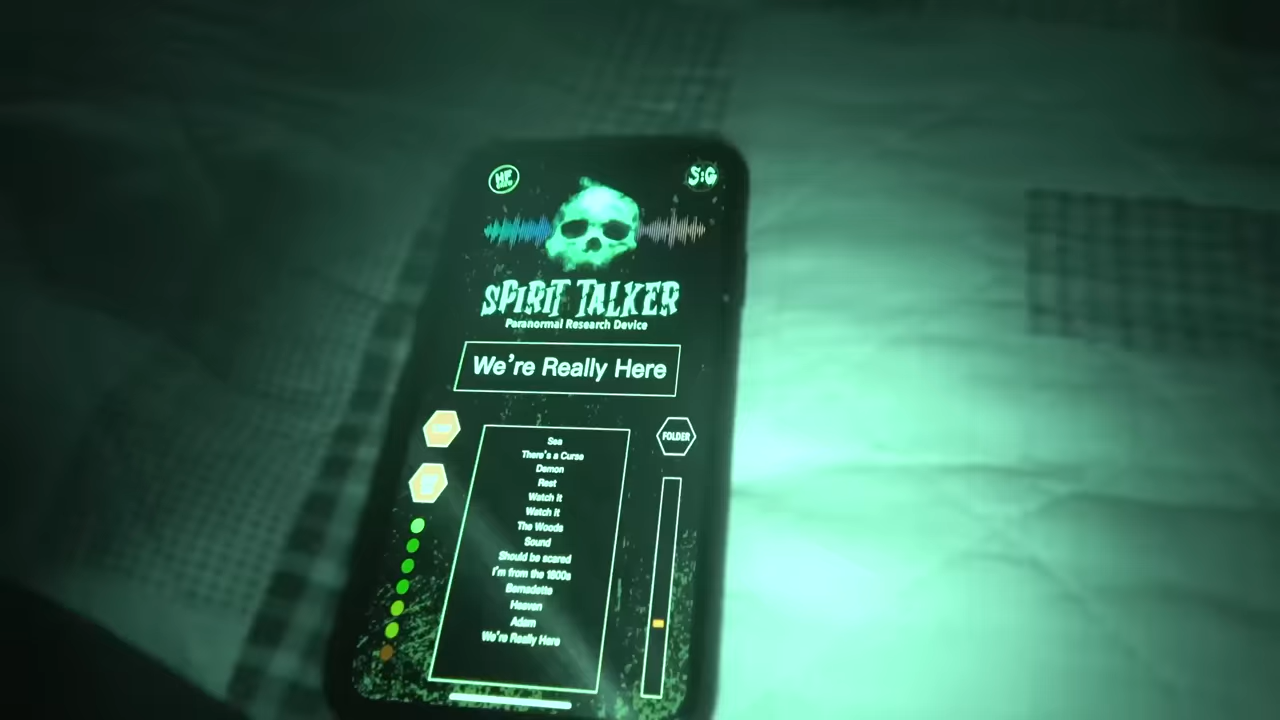 S:G
SPIRIT TALKER
Paranormal Research Device
We're Really Here
FOLDER
See
There's a Curse
Demon
Rest
Watch It
Watch It
The Woods
Sound
Should be scared
I'm from the 1800s
Bernadette
Heaven
Adam
We're Really Here